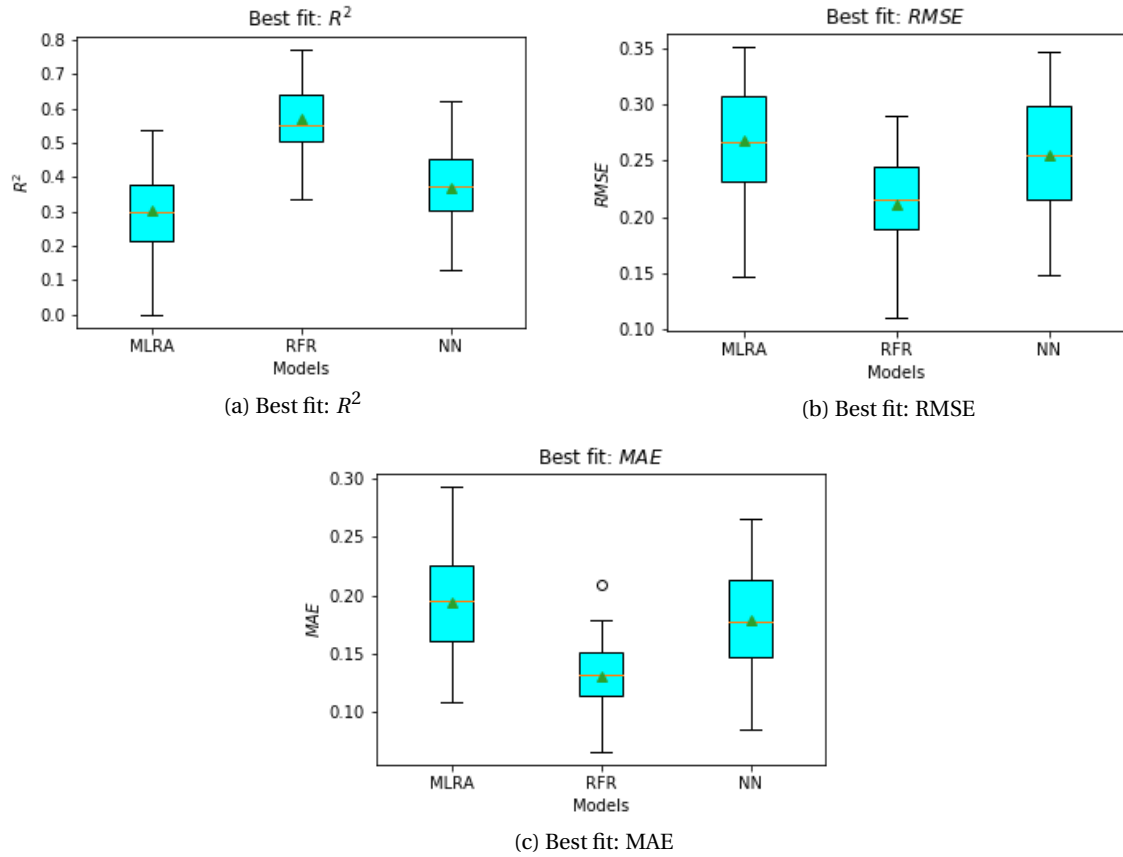 Best fit: R²
0.8
0.7
0.6
0.5
0.4
0.3
0.2
0.1
0.0
R²
MLRA RFR NN
Models
(a) Best fit: R²
Best fit: RMSE
0.35
0.30
0.25
0.20
0.15
0.10
RMSE
MLRA RFR NN
Models
(b) Best fit: RMSE
Best fit: MAE
0.30
0.25
0.20
0.15
0.10
MAE
MLRA RFR NN
Models
(c) Best fit: MAE